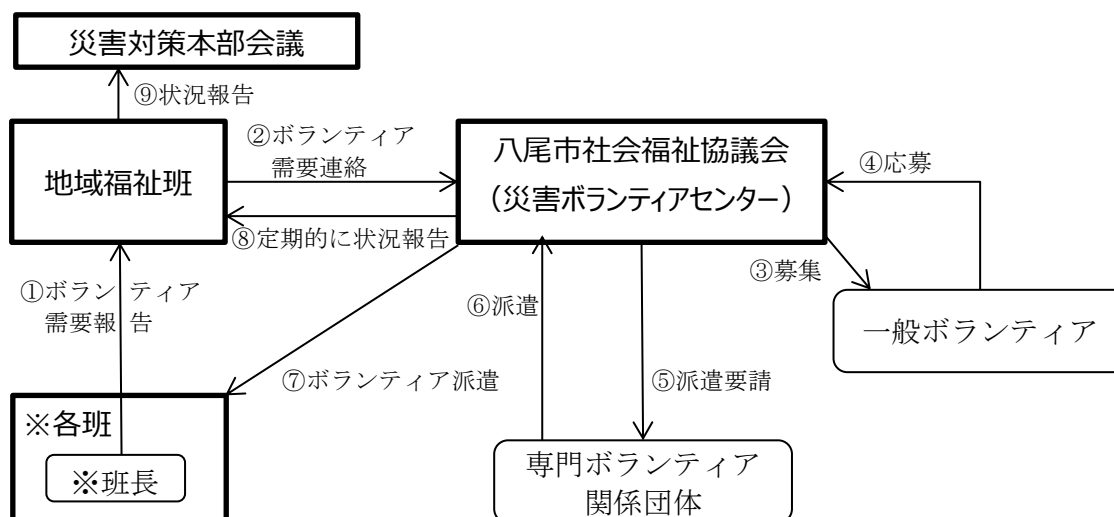 災害対策本部会議
⑨状況報告
地域福祉班
②ボランティア
需要連絡
八尾市社会福祉協議会
（災害ボランティアセンター）
④応募
⑧定期的に状況報告
③募集
①ボランティア
需要報告
⑥派遣
一般ボランティア
⑦ボランティア派遣
⑤派遣要請
※各班
※班長
専門ボランティア
関係団体